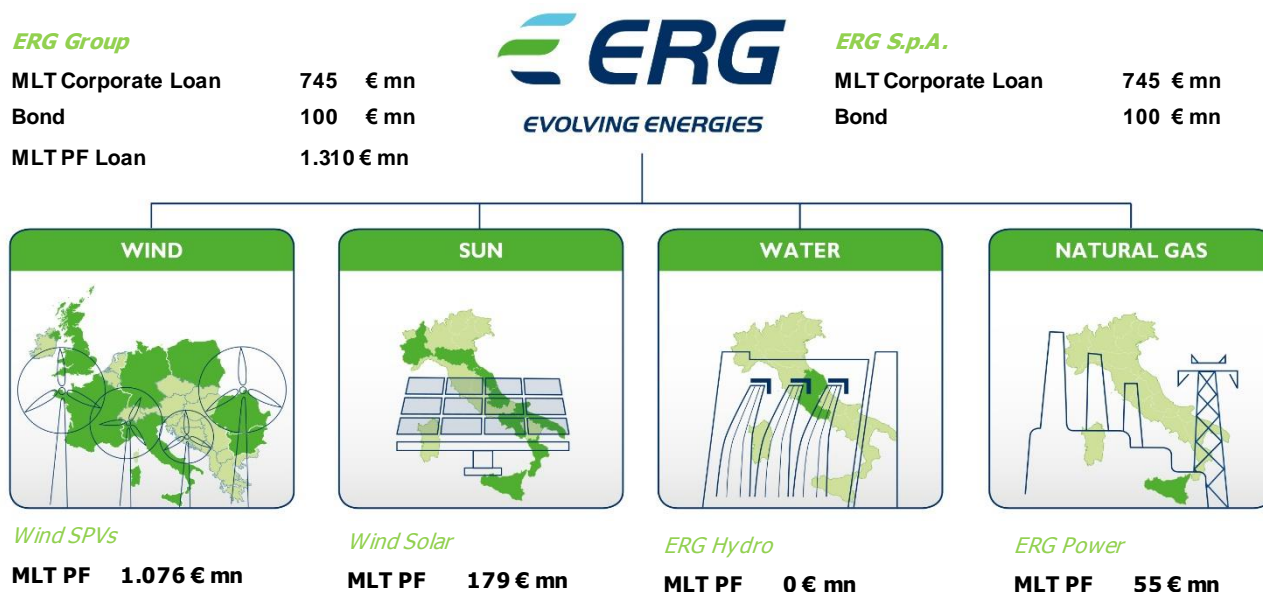 ERG Group
MLT Corporate Loan 745 € mn
Bond 100 € mn
MLT PF Loan 1.310 € mn
ERG
EVOLVING ENERGIES
ERG S.p.A.
MLT Corporate Loan 745 € mn
Bond 100 € mn
WIND
SUN
WATER
NATURAL GAS
Wind SPVs
MLT PF 1.076 € mn
Wind Solar
MLT PF 179 € mn
ERG Hydro
MLT PF 0 € mn
ERG Power
MLT PF 55 € mn